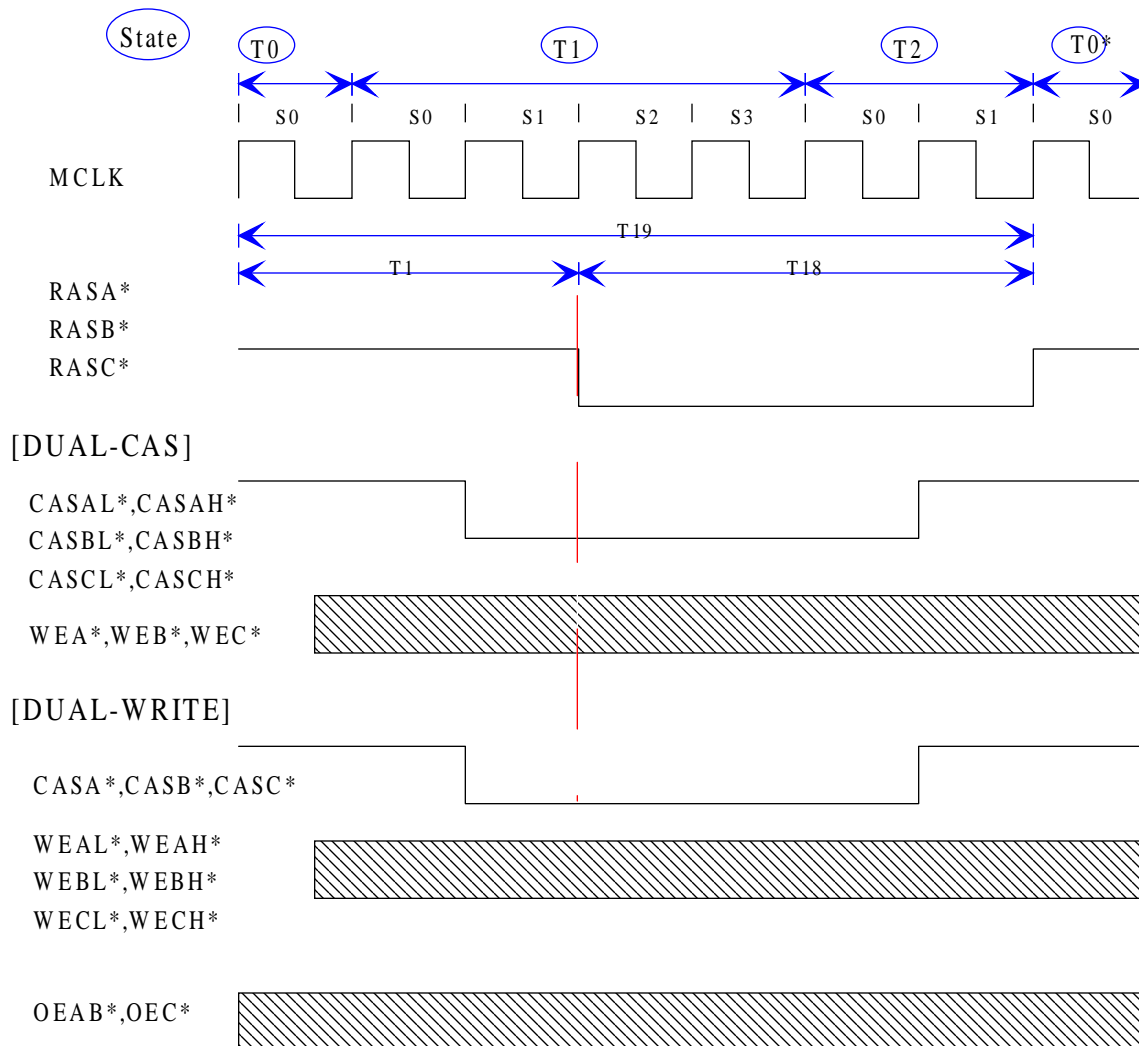 State T0 T1 T2 T0*
S0 S0 S1 S2 S3 S0 S1 S0
MCLK
T19
T1 T18
RASA*
RASB*
RASC*
[DUAL-CAS]
CASAL*,CASAH*
CASBL*,CASBH*
CASCL*,CASCH*
WEA*,WEB*,WEC*
[DUAL-WRITE]
CASA*,CASB*,CASC*
WEAL*,WEAH*
WEBL*,WEBH*
WECL*,WECH*
OEAB*,OEC*